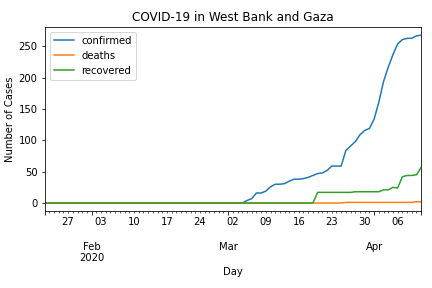 COVID-19 in West Bank and Gaza
confirmed
deaths
recovered
Number of Cases
250
200
150
100
50
0
27 03 10 17 24 02 09 16 23 30 06
Feb Mar Apr
2020
Day